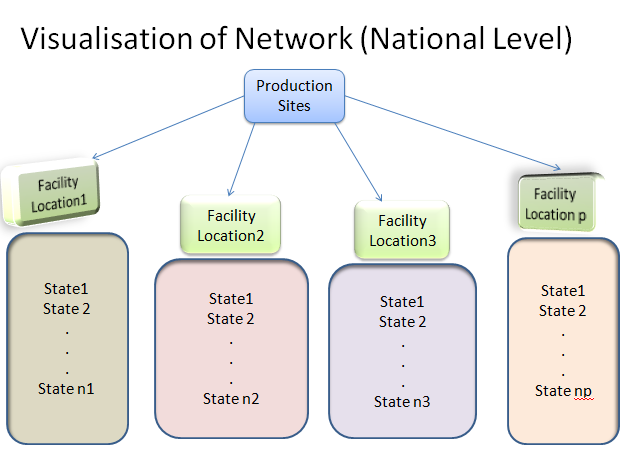 Visualisation of Network (National Level)
Production
Sites
Facility
Location1
Facility
Location2
Facility
Location3
Facility
Location p
State1
State 2
.
.
.
State n1
State1
State 2
.
.
.
State n2
State1
State 2
.
.
.
State n3
State1
State 2
.
.
.
State np